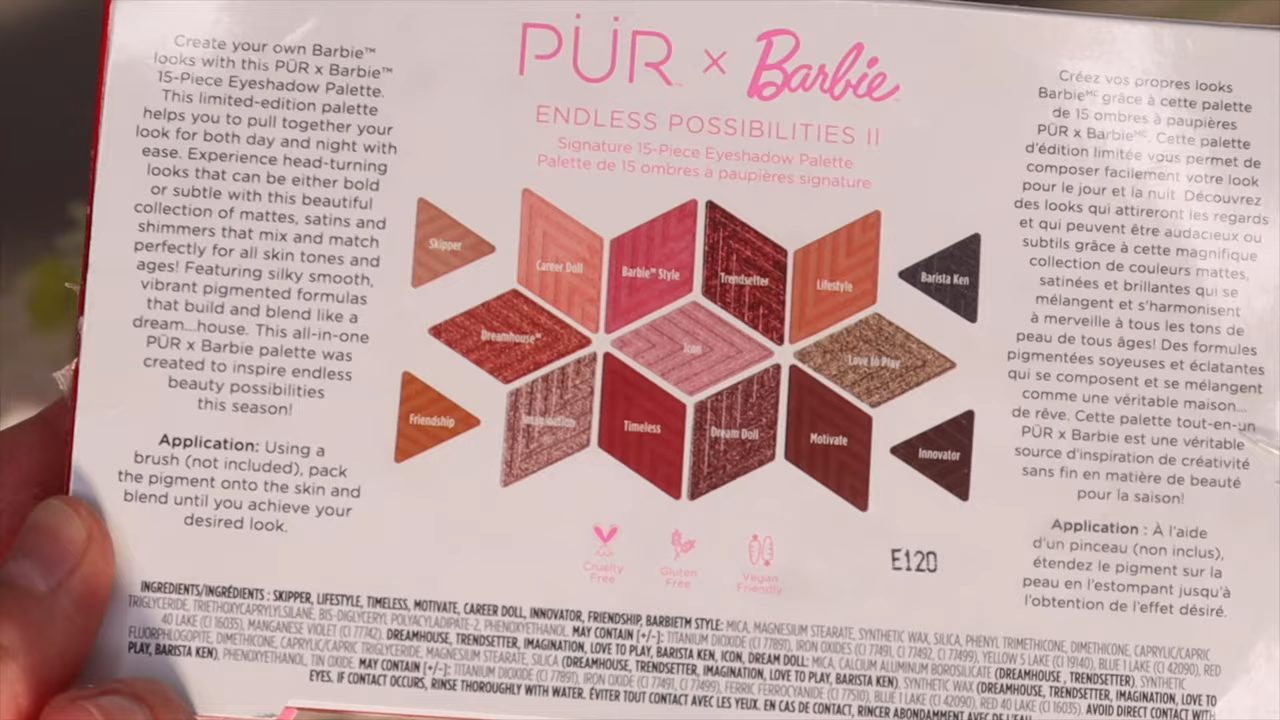 Create your own Barbie™
looks with this PÜR x Barbie™
15-Piece Eyeshadow Palette.
This limited-edition palette
helps you to pull together your
look for both day and night with
ease. Experience head-turning
looks that can be either bold
or subtle with this beautiful
collection of mattes, satins and
shimmers that mix and match
perfectly for all skin tones and
ages! Featuring silky smooth,
vibrant pigmented formulas
that build and blend like a
dream...house. This all-in-one
PÜR x Barbie palette was
created to inspire endless
beauty possibilities
this season!
Application: Using a
brush (not included), pack
the pigment onto the skin and
blend until you achieve your
desired look.
PÜR™ x Barbie™
ENDLESS POSSIBILITIES II
Signature 15-Piece Eyeshadow Palette
Palette de 15 ombres à paupières signature
Skipper
Career Doll
Barbie™ Style
Trendsetter
Lifestyle
Barista Ken
Dreamhouse™
Icon
Love to Play
Friendship
Imagination
Timeless
Dream Doll
Motivate
Innovator
Cruelty
Free
Gluten
Free
Vegan
Friendly
E120
Créez vos propres looks
Barbieᴹᶜ grâce à cette palette
de 15 ombres à paupières
PÜR x Barbieᴹᶜ. Cette palette
d'édition limitée vous permet de
composer facilement votre look
pour le jour et la nuit. Découvrez
des looks qui attireront les regards
et qui peuvent être audacieux ou
subtils grâce à cette magnifique
collection de couleurs mattes,
satinées et brillantes qui se
mélangent et s'harmonisent
à merveille à tous les tons de
peau de tous âges! Des formules
pigmentées soyeuses et éclatantes
qui se composent et se mélangent
comme une véritable maison...
de rêve. Cette palette tout-en-un
PÜR x Barbie est une véritable
source d'inspiration de créativité
sans fin en matière de beauté
pour la saison!
Application : À l'aide
d'un pinceau (non inclus),
étendez le pigment sur la
peau en l'estompant jusqu'à
l'obtention de l'effet désiré.
INGREDIENTS/INGRÉDIENTS : SKIPPER, LIFESTYLE, TIMELESS, MOTIVATE, CAREER DOLL, INNOVATOR, FRIENDSHIP, BARBIETM STYLE: MICA, MAGNESIUM STEARATE, SYNTHETIC WAX, SILICA, PHENYL TRIMETHICONE, DIMETHICONE, CAPRYLIC/CAPRIC
TRIGLYCERIDE, TRIETHOXYCAPRYLYLSILANE, BIS-DIGLYCERYL POLYACYLADIPATE-2, PHENOXYETHANOL. MAY CONTAIN [+/-]: TITANIUM DIOXIDE (CI 77891), IRON OXIDES (CI 77491, CI 77492, CI 77499), YELLOW 5 LAKE (CI 19140), BLUE 1 LAKE (CI 42090), RED
40 LAKE (CI 16035), MANGANESE VIOLET (CI 77742). DREAMHOUSE, TRENDSETTER, IMAGINATION, LOVE TO PLAY, BARISTA KEN, ICON, DREAM DOLL: MICA, CALCIUM ALUMINUM BOROSILICATE (DREAMHOUSE, TRENDSETTER), SYNTHETIC
FLUORPHLOGOPITE, DIMETHICONE, CAPRYLIC/CAPRIC TRIGLYCERIDE, MAGNESIUM STEARATE, SILICA (DREAMHOUSE, TRENDSETTER, IMAGINATION, LOVE TO PLAY, BARISTA KEN), SYNTHETIC WAX (DREAMHOUSE, TRENDSETTER, IMAGINATION, LOVE TO
PLAY, BARISTA KEN), PHENOXYETHANOL, TIN OXIDE. MAY CONTAIN [+/-]: TITANIUM DIOXIDE (CI 77891), IRON OXIDE (CI 77491, CI 77499), FERRIC FERROCYANIDE (CI 77510), BLUE 1 LAKE (CI 42090), RED 40 LAKE (CI 16035). AVOID DIRECT CONTACT WITH
EYES. IF CONTACT OCCURS, RINSE THOROUGHLY WITH WATER. ÉVITER TOUT CONTACT AVEC LES YEUX. EN CAS DE CONTACT, RINCER ABONDAMMENT AVEC DE L'EAU.